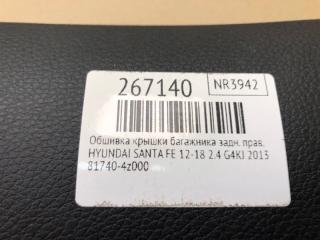 267140 NR3942
Обшивка крышки багажника задн. прав.
HYUNDAI SANTA FE 12-18 2.4 G4KJ 2013
81740-4z000